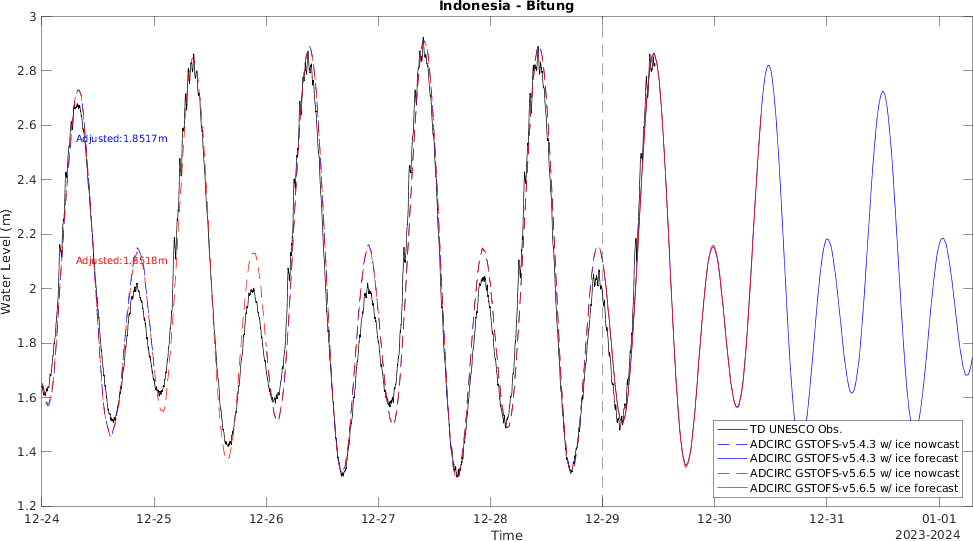 Indonesia - Bitung
Water Level (m)
3
2.8
2.6
2.4
2.2
2
1.8
1.6
1.4
1.2
Adjusted:1.8517m
Adjusted:1.8518m
TD UNESCO Obs.
ADCIRC GSTOFS-v5.4.3 w/ ice nowcast
ADCIRC GSTOFS-v5.4.3 w/ ice forecast
ADCIRC GSTOFS-v5.6.5 w/ ice nowcast
ADCIRC GSTOFS-v5.6.5 w/ ice forecast
12-24 12-25 12-26 12-27 12-28 12-29 12-30 12-31 01-01
Time
2023-2024